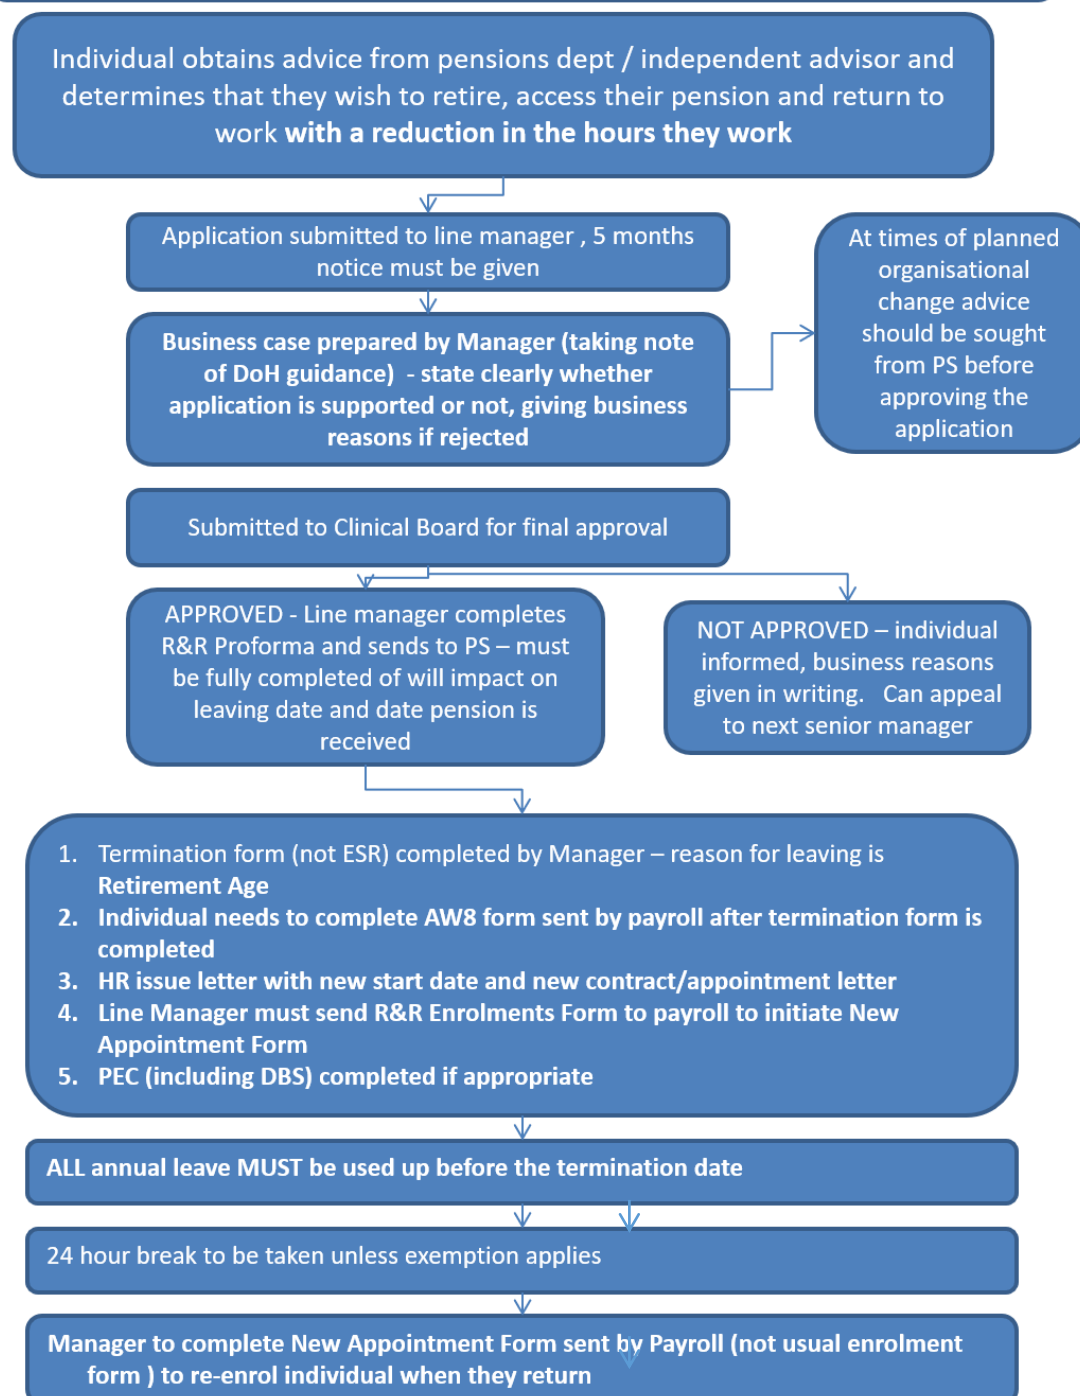 Individual obtains advice from pensions dept / independent advisor and
determines that they wish to retire, access their pension and return to
work with a reduction in the hours they work
Application submitted to line manager , 5 months
notice must be given
Business case prepared by Manager (taking note
of DoH guidance)  - state clearly whether
application is supported or not, giving business
reasons if rejected
At times of planned
organisational
change advice
should be sought
from PS before
approving the
application
Submitted to Clinical Board for final approval
APPROVED - Line manager completes
R&R Proforma and sends to PS – must
be fully completed of will impact on
leaving date and date pension is
received
NOT APPROVED – individual
informed, business reasons
given in writing.   Can appeal
to next senior manager
1. Termination form (not ESR) completed by Manager – reason for leaving is
Retirement Age
2. Individual needs to complete AW8 form sent by payroll after termination form is
completed
3. HR issue letter with new start date and new contract/appointment letter
4. Line Manager must send R&R Enrolments Form to payroll to initiate New
Appointment Form
5. PEC (including DBS) completed if appropriate
ALL annual leave MUST be used up before the termination date
24 hour break to be taken unless exemption applies
Manager to complete New Appointment Form sent by Payroll (not usual enrolment
form ) to re-enrol individual when they return